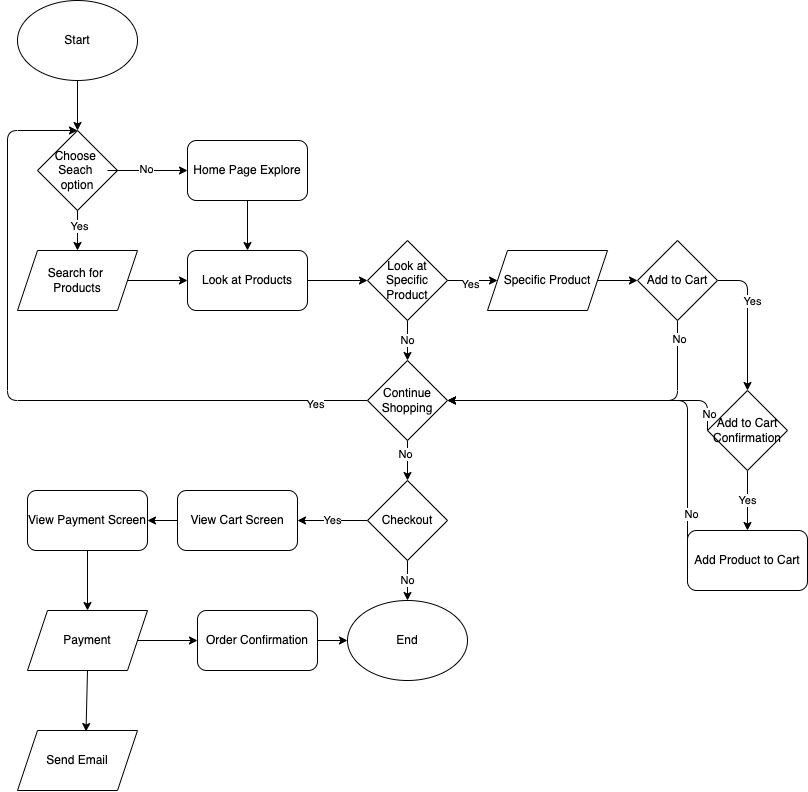 Start
Choose
Seach
option
No
Home Page Explore
Yes
Search for
Products
Look at Products
Look at
Specific
Product
Yes
Specific Product
Add to Cart
Yes
No
No
Continue
Shopping
Yes
No
Add to Cart
Confirmation
No
Yes
View Payment Screen
View Cart Screen
Yes
Checkout
No
Add Product to Cart
No
Payment
Order Confirmation
End
Send Email